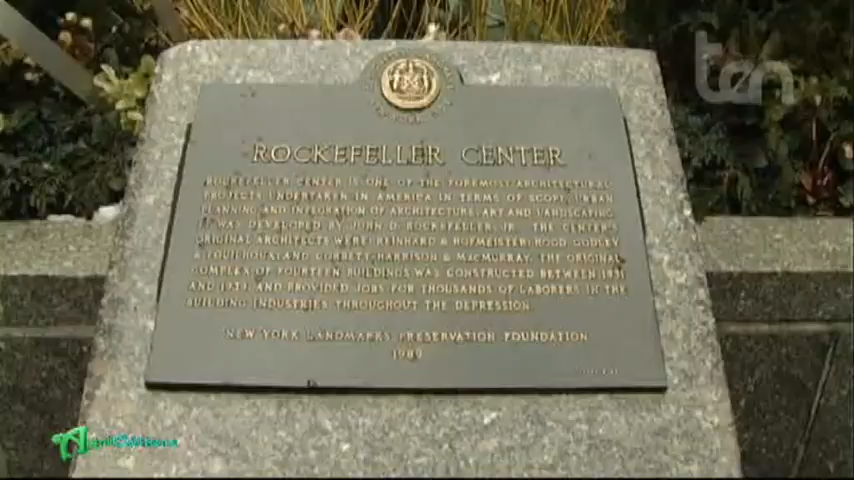 ten
ROCKEFELLER CENTER
ROCKEFELLER CENTER IS ONE OF THE FOREMOST ARCHITECTURAL
PROJECTS UNDERTAKEN IN AMERICA IN TERMS OF SCOPE, URBAN
PLANNING AND INTEGRATION OF ARCHITECTURE, ART AND LANDSCAPING.
IT WAS DEVELOPED BY JOHN D. ROCKEFELLER, JR. THE CENTER'S
ORIGINAL ARCHITECTS WERE: REINHARD & HOFMEISTER; HOOD, GODLEY
& FOUILHOUX; AND CORBETT, HARRISON & MACMURRAY. THE ORIGINAL
COMPLEX OF FOURTEEN BUILDINGS WAS CONSTRUCTED BETWEEN 1931
AND 1939 AND PROVIDED JOBS FOR THOUSANDS OF LABORERS IN THE
BUILDING INDUSTRIES THROUGHOUT THE DEPRESSION.
NEW YORK LANDMARKS PRESERVATION FOUNDATION
1989